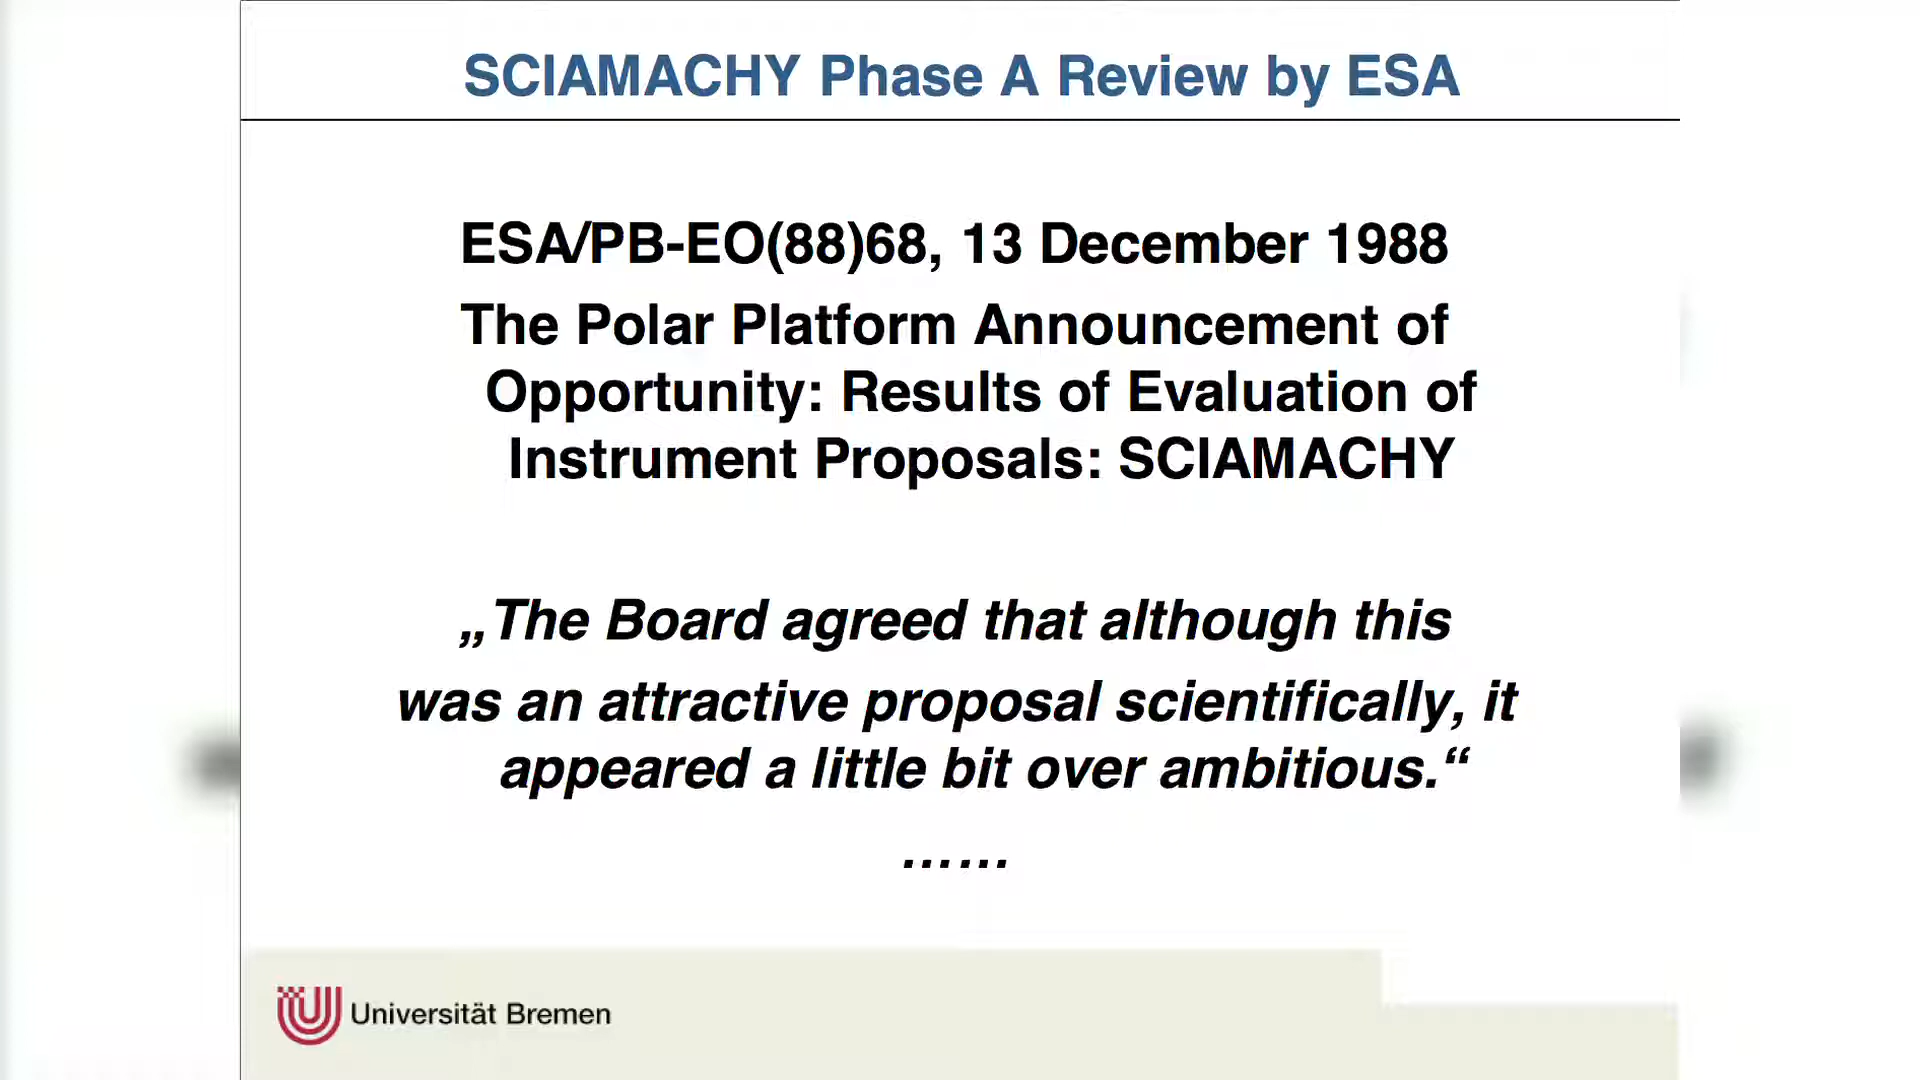 SCIAMACHY Phase A Review by ESA
ESA/PB-EO(88)68, 13 December 1988
The Polar Platform Announcement of
Opportunity: Results of Evaluation of
Instrument Proposals: SCIAMACHY
„The Board agreed that although this
was an attractive proposal scientifically, it
appeared a little bit over ambitious.“
……
Universität Bremen